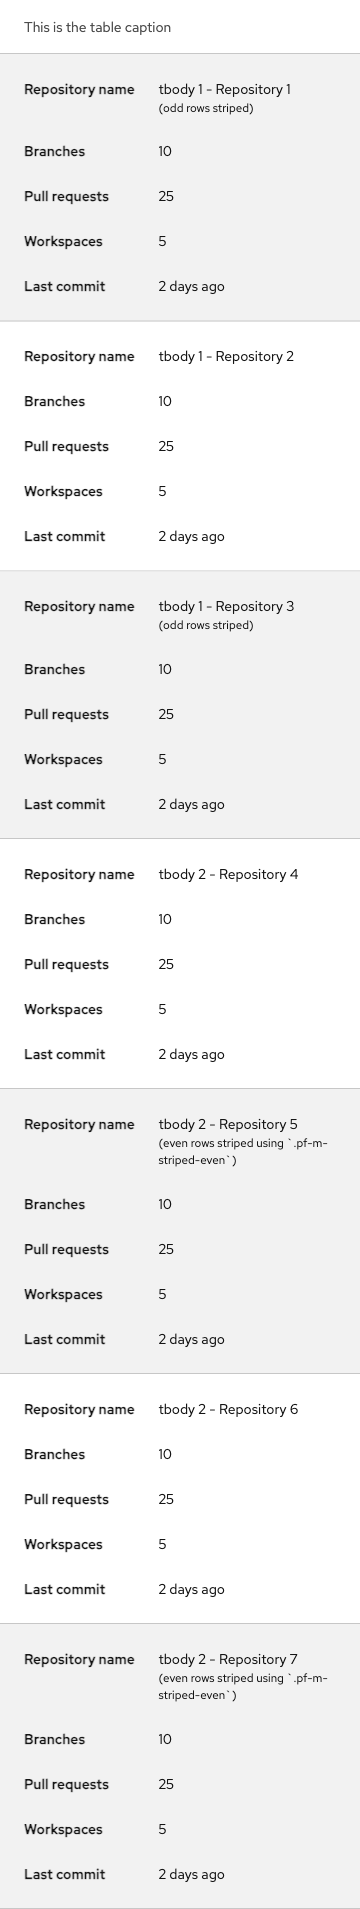 This is the table caption
Repository name tbody 1 - Repository 1
(odd rows striped)
Branches 10
Pull requests 25
Workspaces 5
Last commit 2 days ago
Repository name tbody 1 - Repository 2
Branches 10
Pull requests 25
Workspaces 5
Last commit 2 days ago
Repository name tbody 1 - Repository 3
(odd rows striped)
Branches 10
Pull requests 25
Workspaces 5
Last commit 2 days ago
Repository name tbody 2 - Repository 4
Branches 10
Pull requests 25
Workspaces 5
Last commit 2 days ago
Repository name tbody 2 - Repository 5
(even rows striped using `.pf-m-
striped-even`)
Branches 10
Pull requests 25
Workspaces 5
Last commit 2 days ago
Repository name tbody 2 - Repository 6
Branches 10
Pull requests 25
Workspaces 5
Last commit 2 days ago
Repository name tbody 2 - Repository 7
(even rows striped using `.pf-m-
striped-even`)
Branches 10
Pull requests 25
Workspaces 5
Last commit 2 days ago